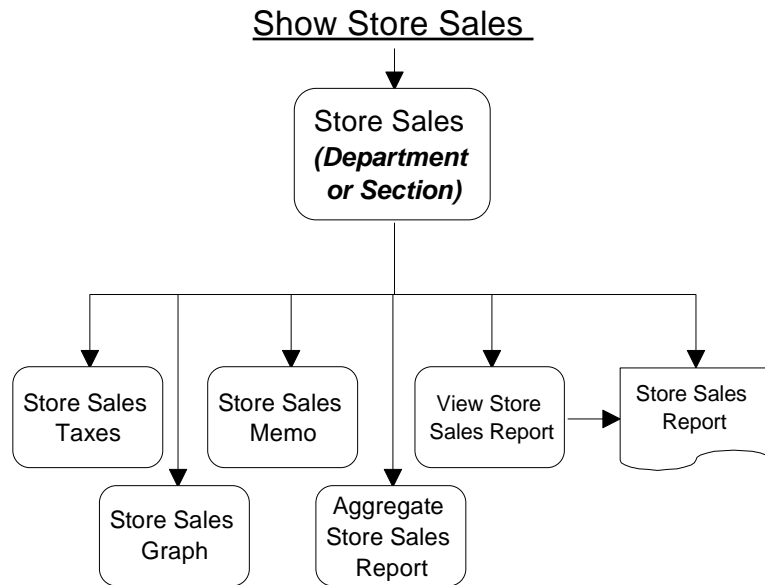 Show Store Sales
Store Sales
(Department
or Section)
Store Sales
Taxes
Store Sales
Memo
View Store
Sales Report
Store Sales
Report
Store Sales
Graph
Aggregate
Store Sales
Report